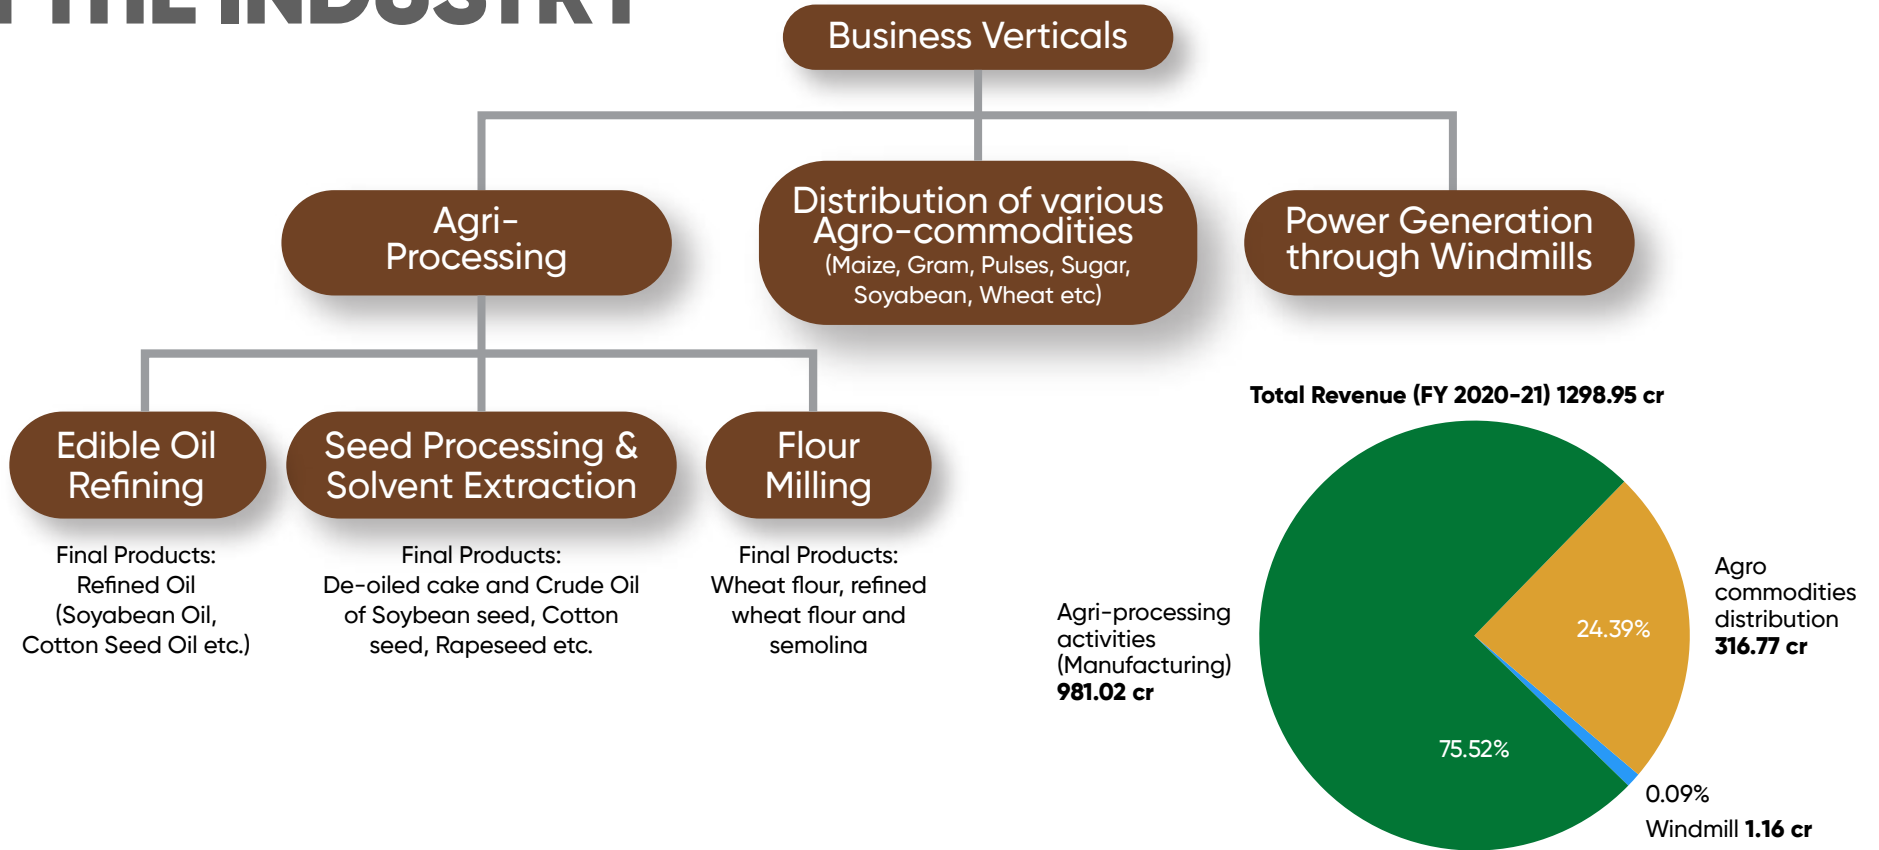 THE INDUSTRY
Business Verticals
Agri-
Processing
Distribution of various
Agro-commodities
(Maize, Gram, Pulses, Sugar,
Soyabean, Wheat etc)
Power Generation
through Windmills
Edible Oil
Refining
Seed Processing &
Solvent Extraction
Flour
Milling
Final Products:
Refined Oil
(Soyabean Oil,
Cotton Seed Oil etc.)
Final Products:
De-oiled cake and Crude Oil
of Soybean seed, Cotton
seed, Rapeseed etc.
Final Products:
Wheat flour, refined
wheat flour and
semolina
Total Revenue (FY 2020-21) 1298.95 cr
Agri-processing
activities
(Manufacturing)
981.02 cr
75.52%
24.39%
Agro
commodities
distribution
316.77 cr
0.09%
Windmill 1.16 cr